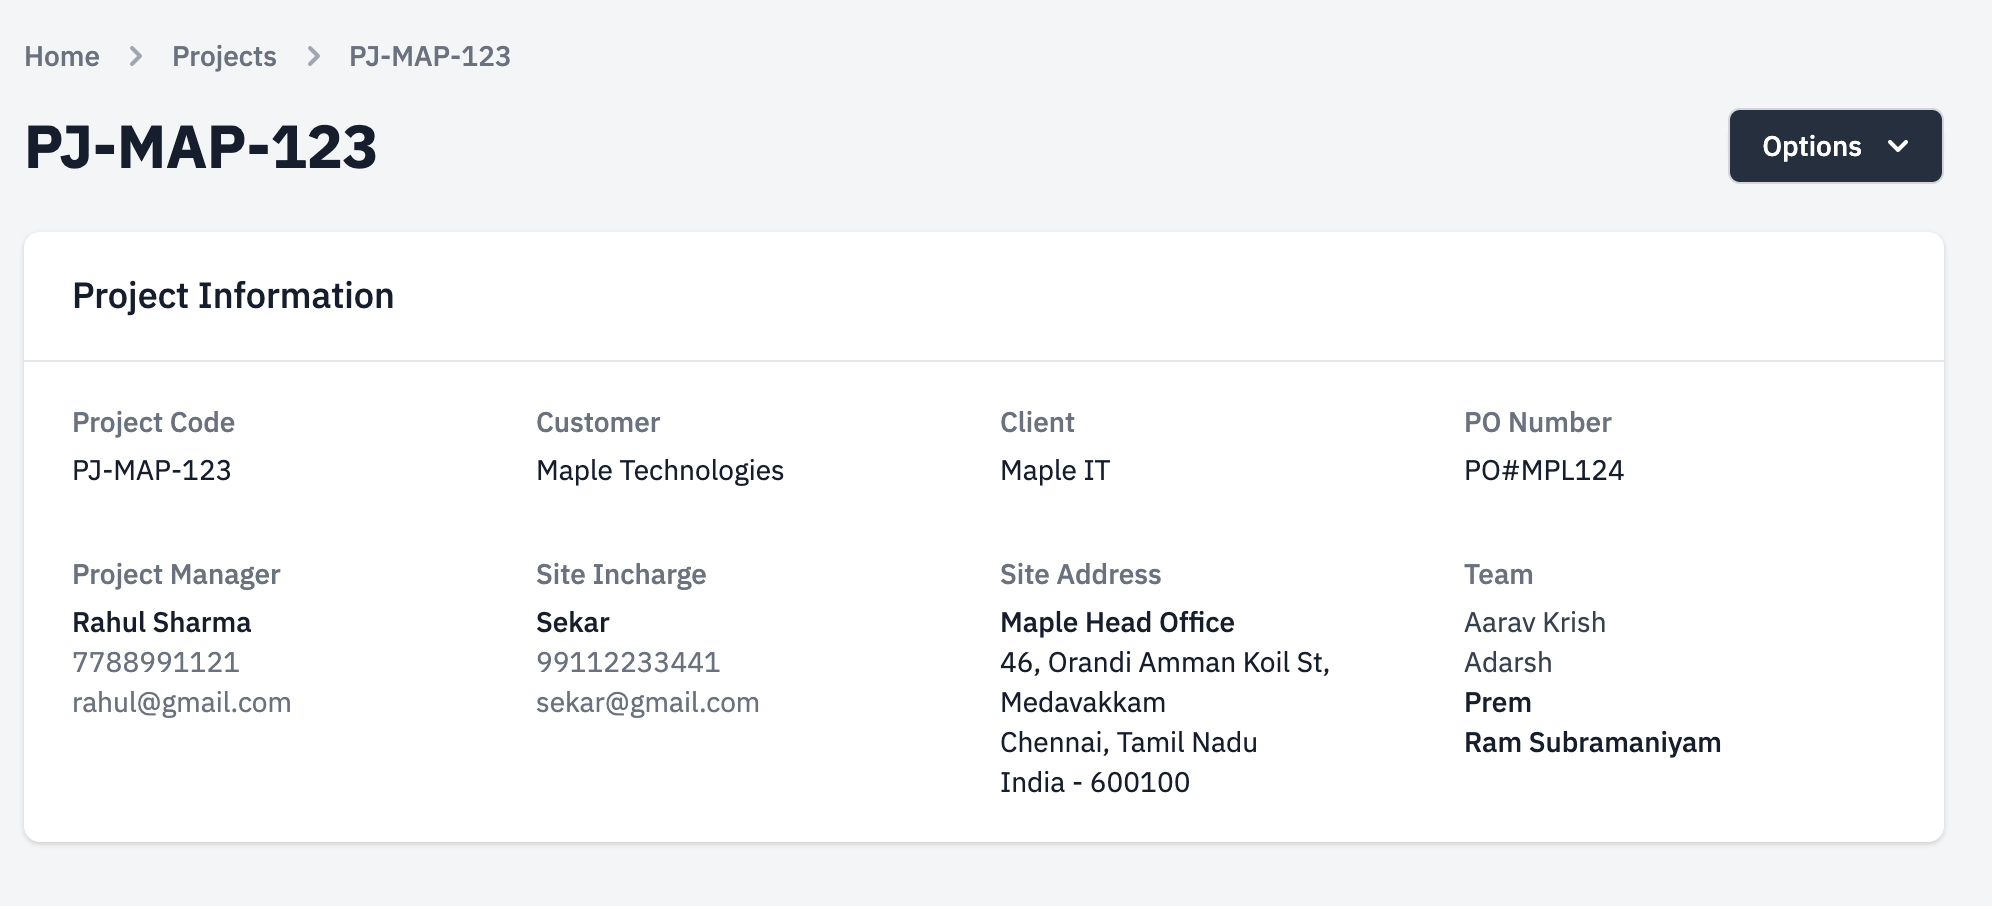 Home > Projects > PJ-MAP-123
PJ-MAP-123
Options
Project Information
Project Code
PJ-MAP-123
Customer
Maple Technologies
Client
Maple IT
PO Number
PO#MPL124
Project Manager
Rahul Sharma
7788991121
rahul@gmail.com
Site Incharge
Sekar
99112233441
sekar@gmail.com
Site Address
Maple Head Office
46, Orandi Amman Koil St,
Medavakkam
Chennai, Tamil Nadu
India - 600100
Team
Aarav Krish
Adarsh
Prem
Ram Subramaniyam